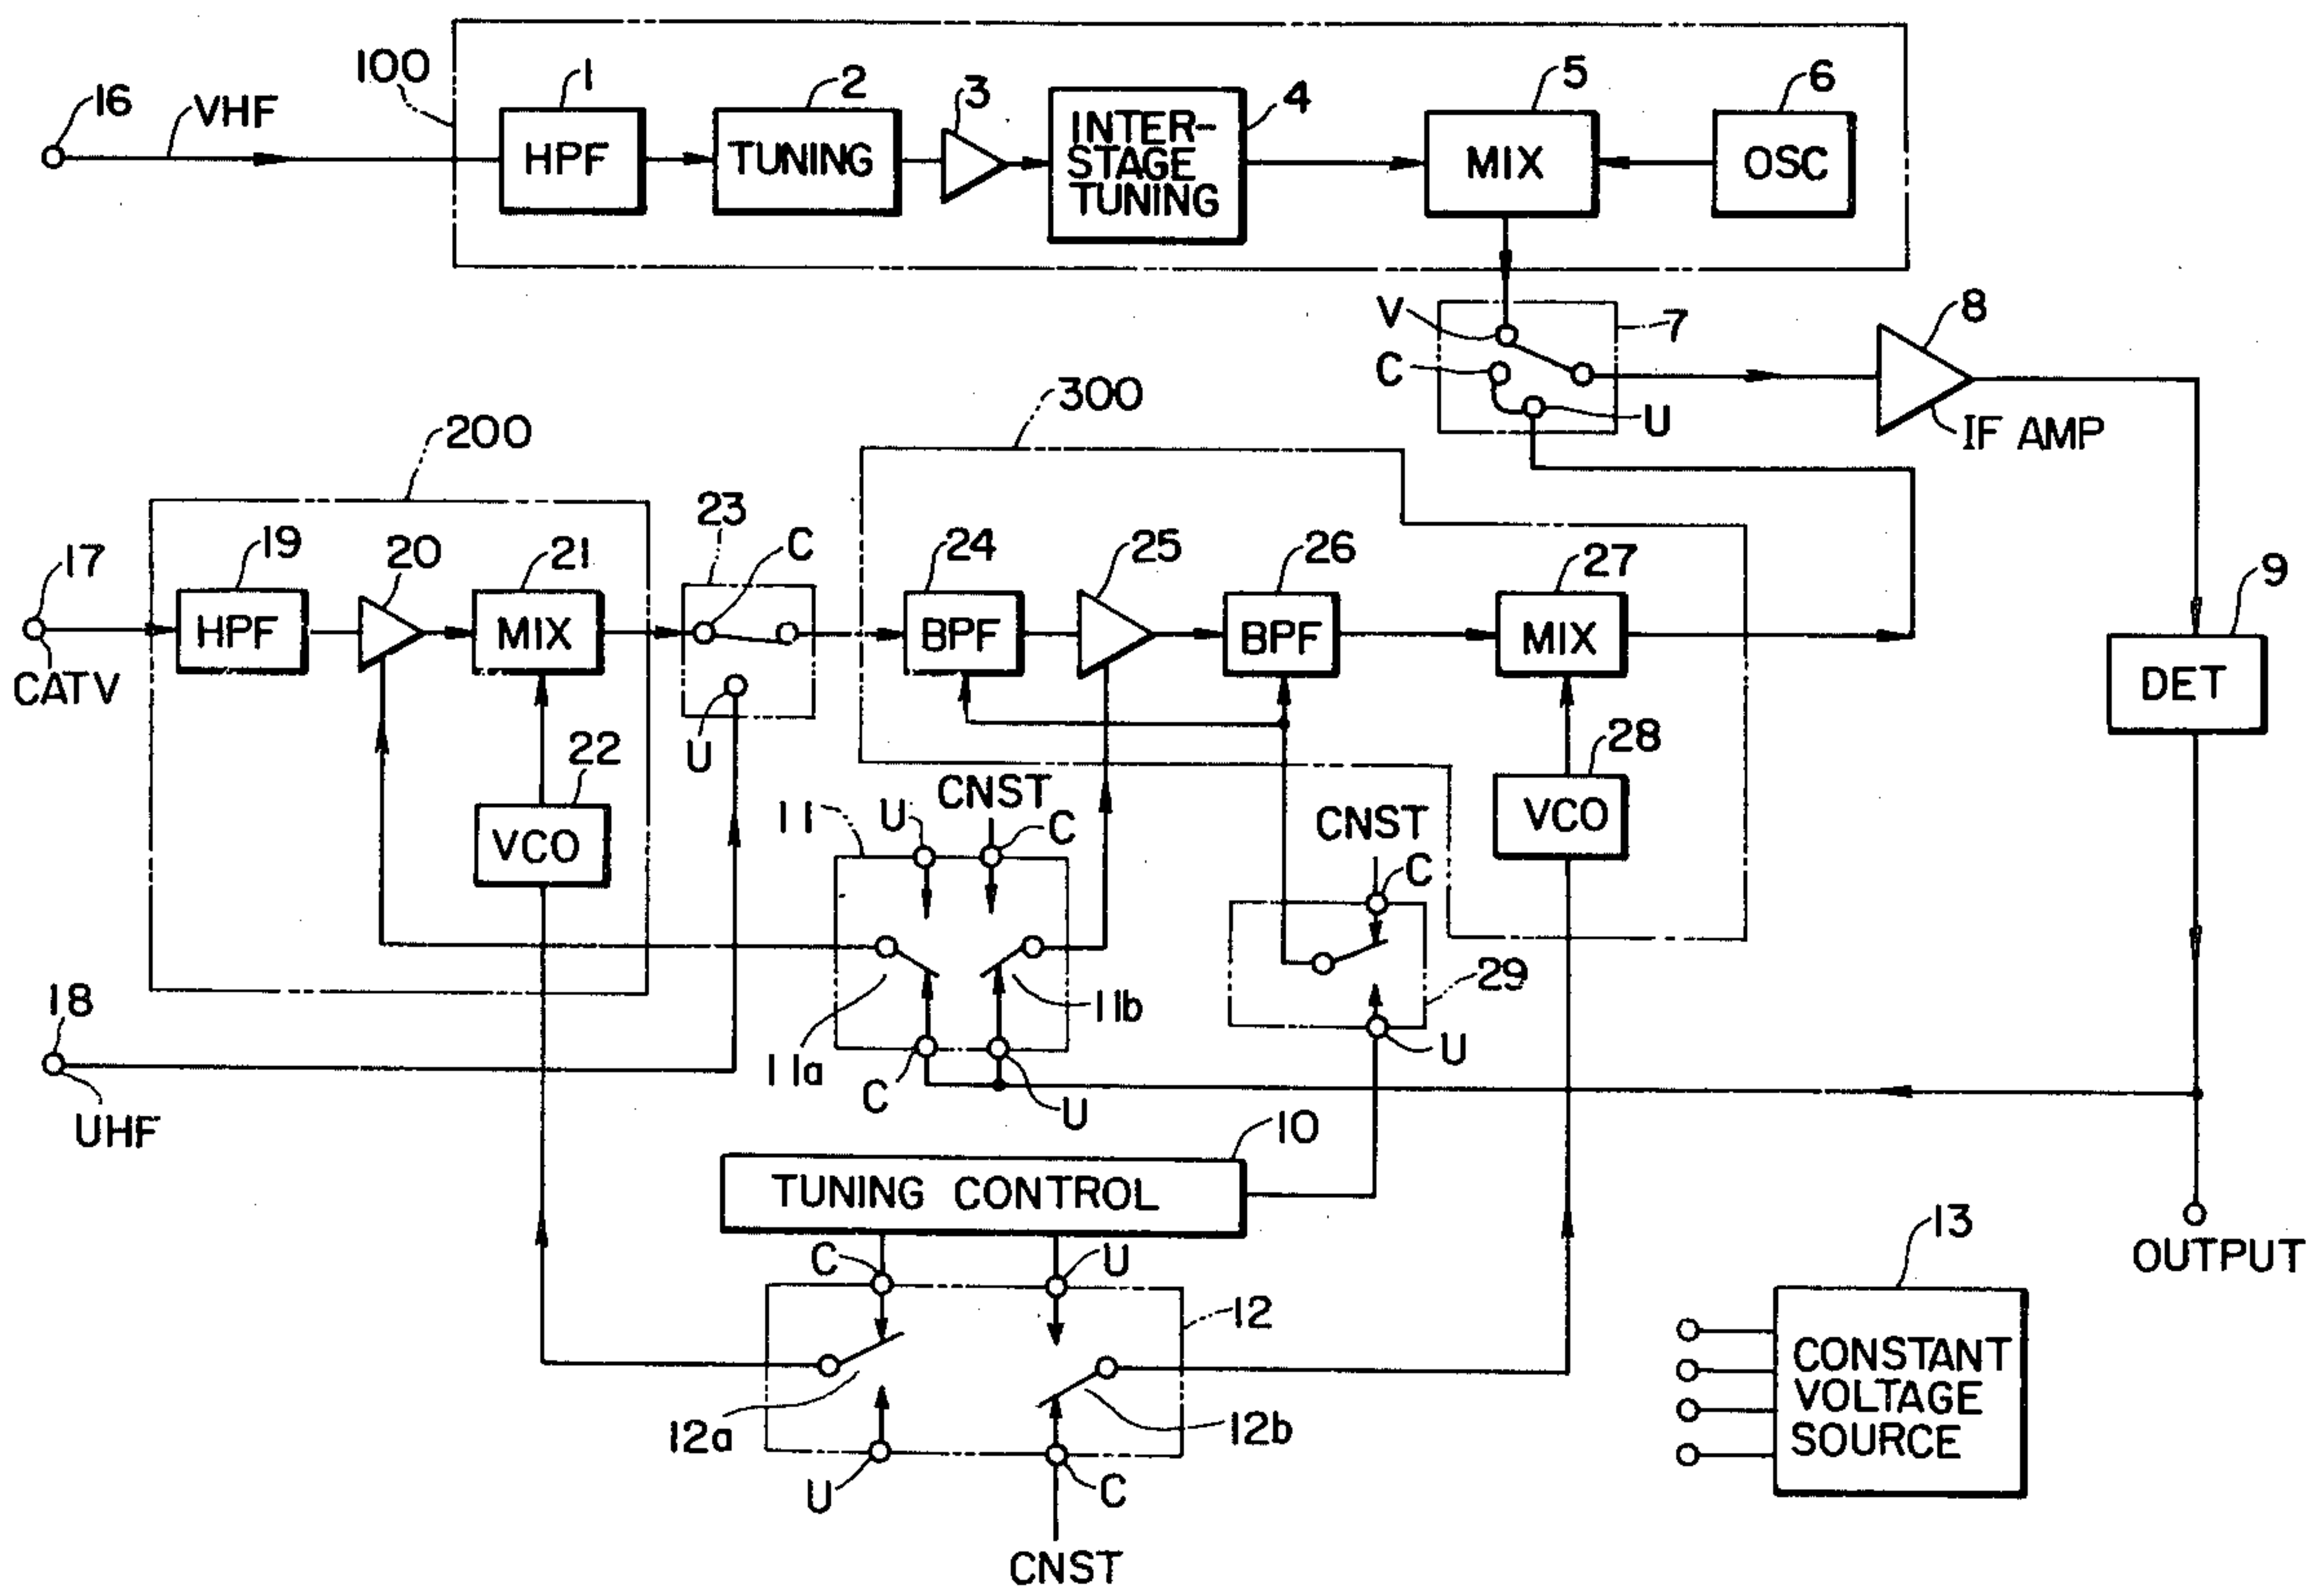 100
1
2
3
4
5
6
16
VHF
HPF
TUNING
INTER-
STAGE
TUNING
MIX
OSC
V
7
C
U
8
IF AMP
300
200
23
C
U
17
CATV
19
20
21
HPF
MIX
22
VCO
24
25
26
27
BPF
BPF
MIX
28
VCO
9
DET
11
U
CNST
C
CNST
C
29
U
11a
11b
C
U
18
UHF
10
TUNING CONTROL
C
U
12
12a
12b
U
C
CNST
13
CONSTANT
VOLTAGE
SOURCE
OUTPUT